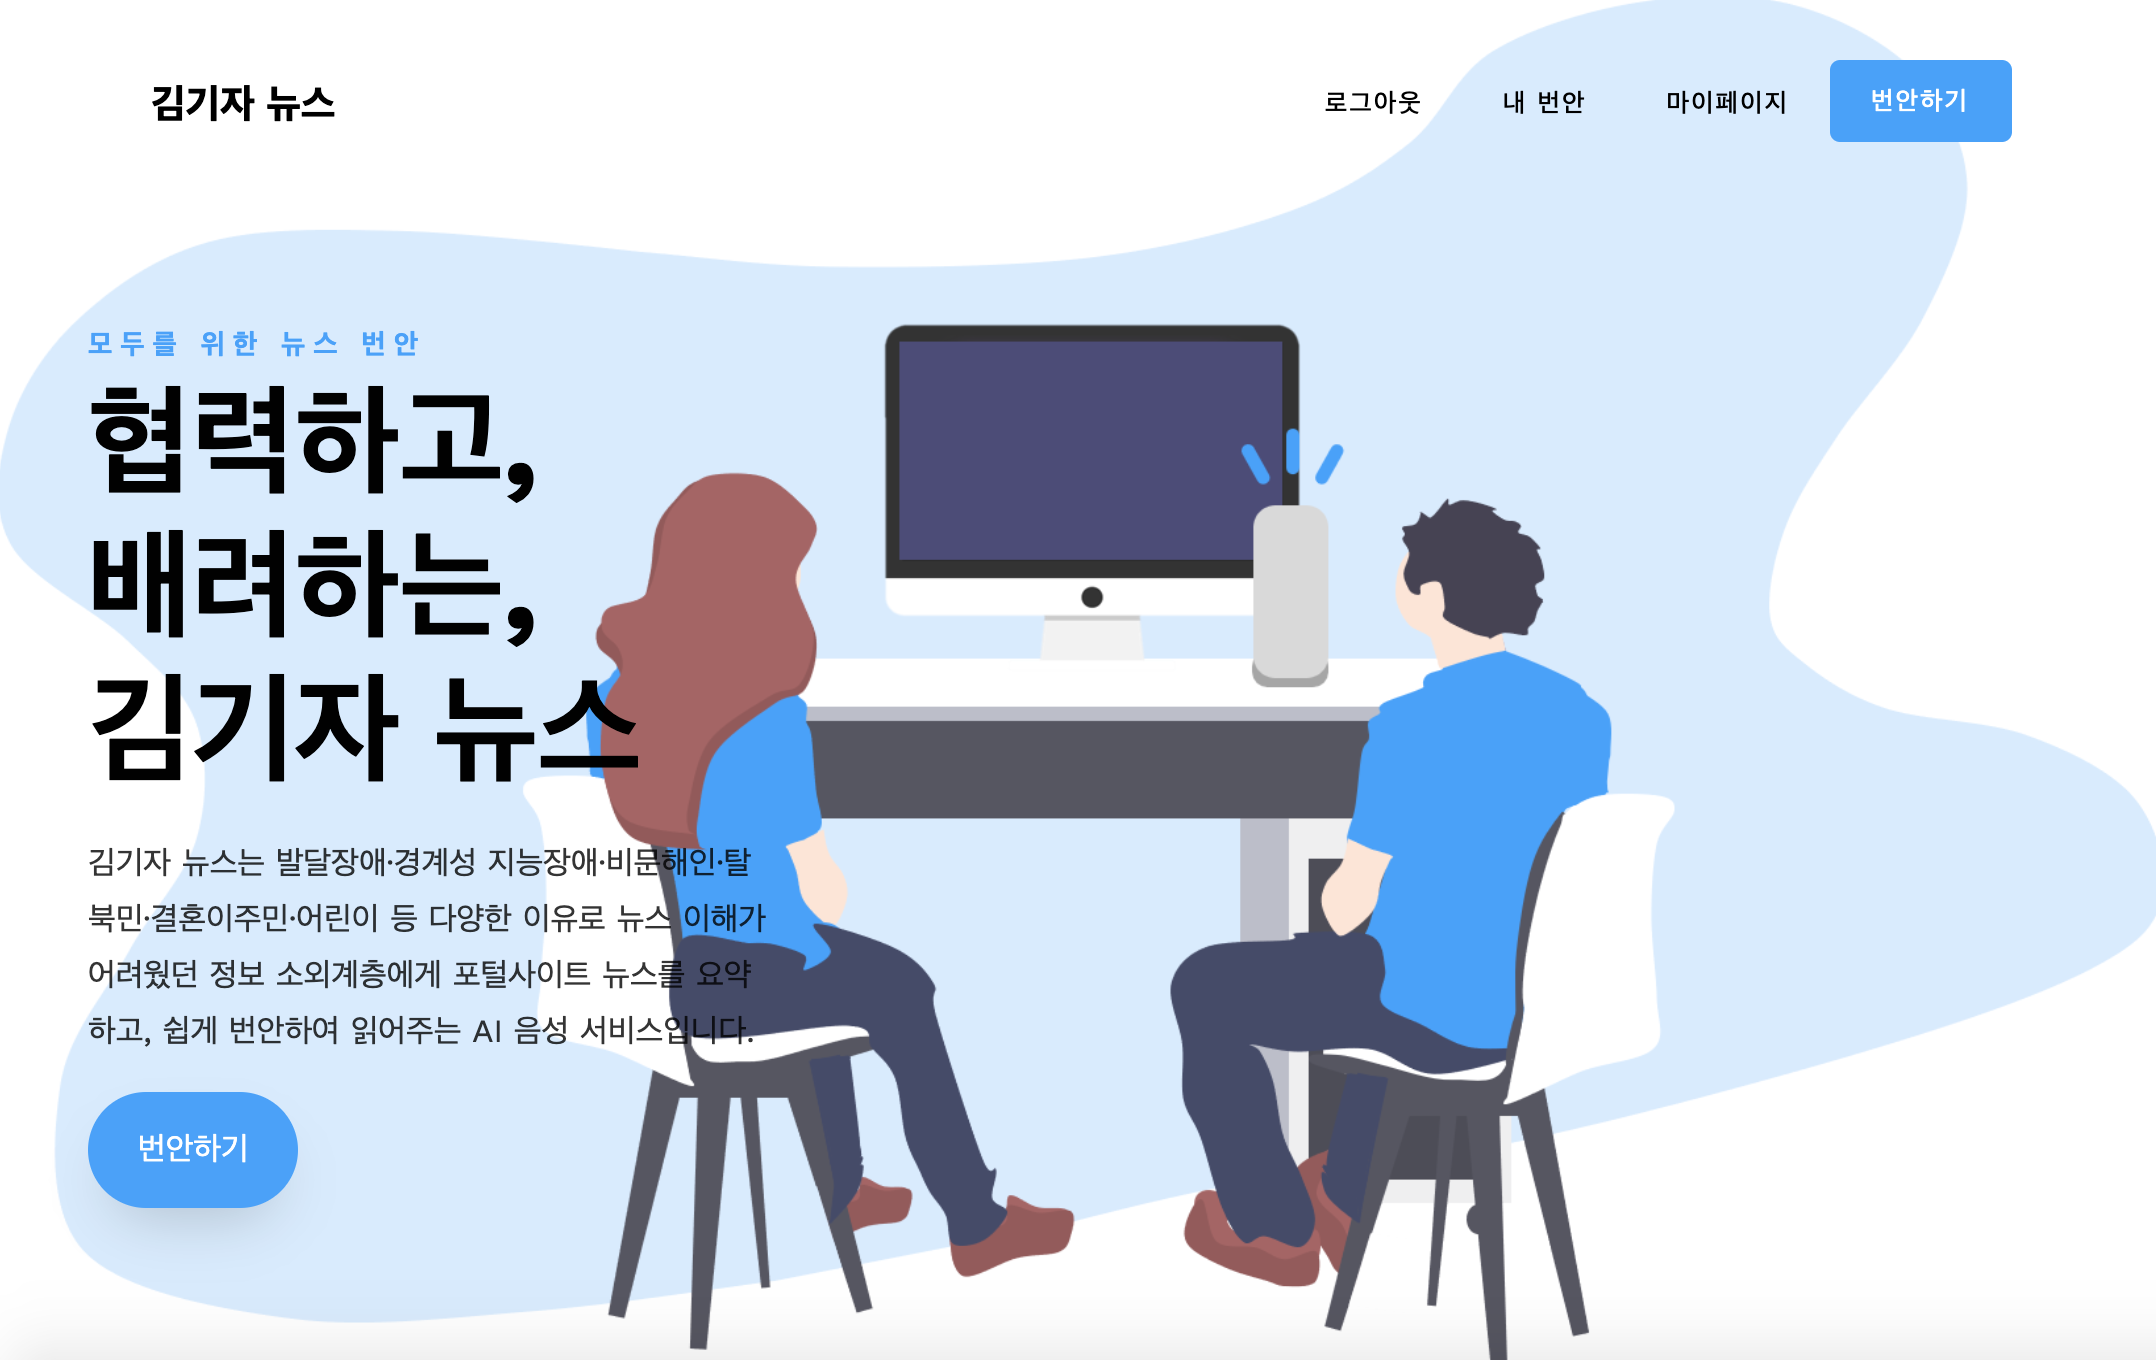 김기자 뉴스
로그아웃
내 번안
마이페이지
번안하기
모두를 위한 뉴스 번안
협력하고,
배려하는,
김기자 뉴스
김기자 뉴스는 발달장애·경계성 지능장애·비문해인·탈
북민·결혼이주민·어린이 등 다양한 이유로 뉴스 이해가
어려웠던 정보 소외계층에게 포털사이트 뉴스를 요약
하고, 쉽게 번안하여 읽어주는 AI 음성 서비스입니다.
번안하기